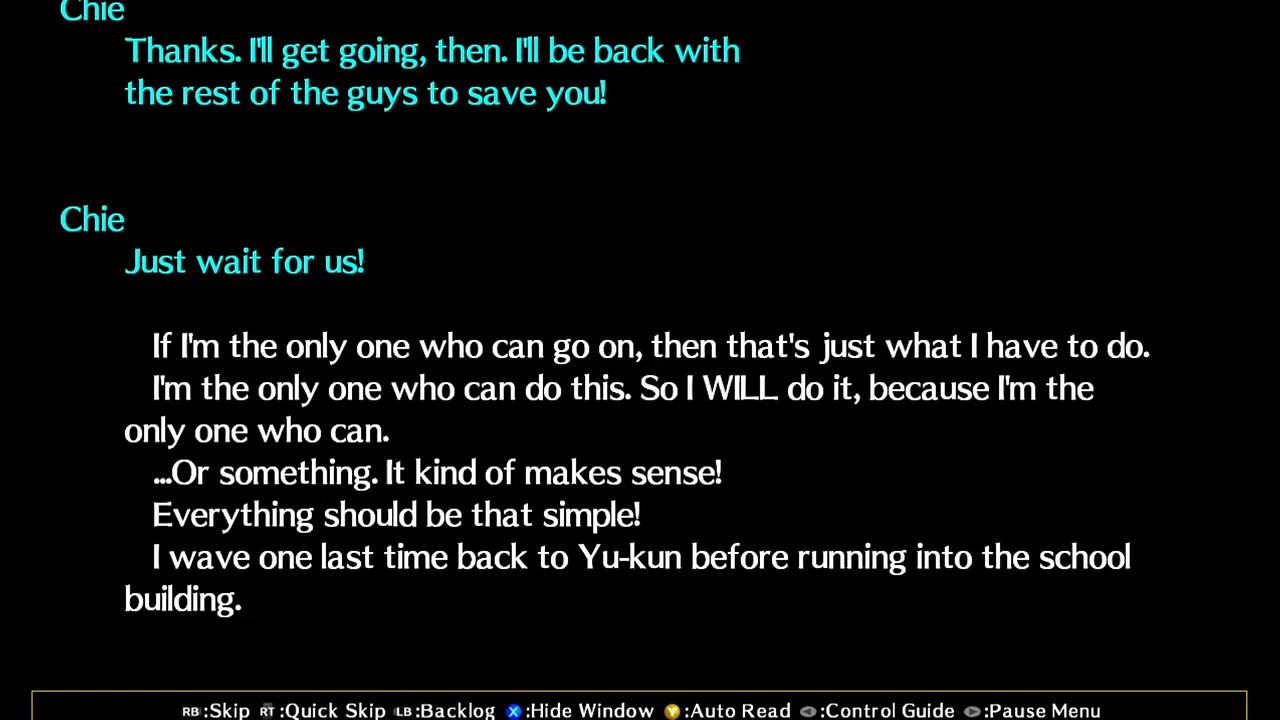 Chie
Thanks. I'll get going, then. I'll be back with
the rest of the guys to save you!
Chie
Just wait for us!
If I'm the only one who can go on, then that's just what I have to do.
I'm the only one who can do this. So I WILL do it, because I'm the
only one who can.
...Or something. It kind of makes sense!
Everything should be that simple!
I wave one last time back to Yu-kun before running into the school
building.
RB:Skip RT:Quick Skip LB:Backlog X:Hide Window Y:Auto Read :Control Guide :Pause Menu